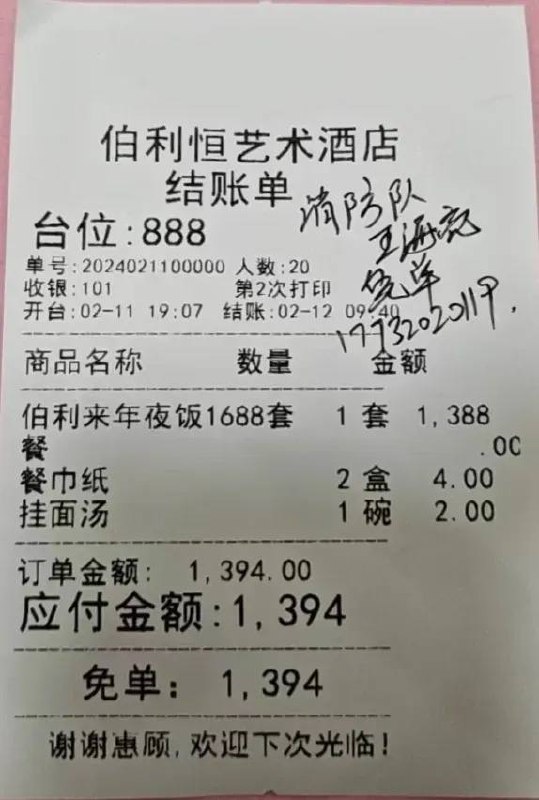 伯利恒艺术酒店
结账单
消防队
王海亮
免单
17732020119.
台位:888
单号:2024021100000 人数:20
收银:101 第2次打印
开台:02-11 19:07 结账:02-12 09:40
商品名称 数量 金额
伯利来年夜饭1688套 1 套 1,388
餐 .00
餐巾纸 2 盒 4.00
挂面汤 1 碗 2.00
订单金额: 1,394.00
应付金额:1,394
免单: 1,394
谢谢惠顾,欢迎下次光临!